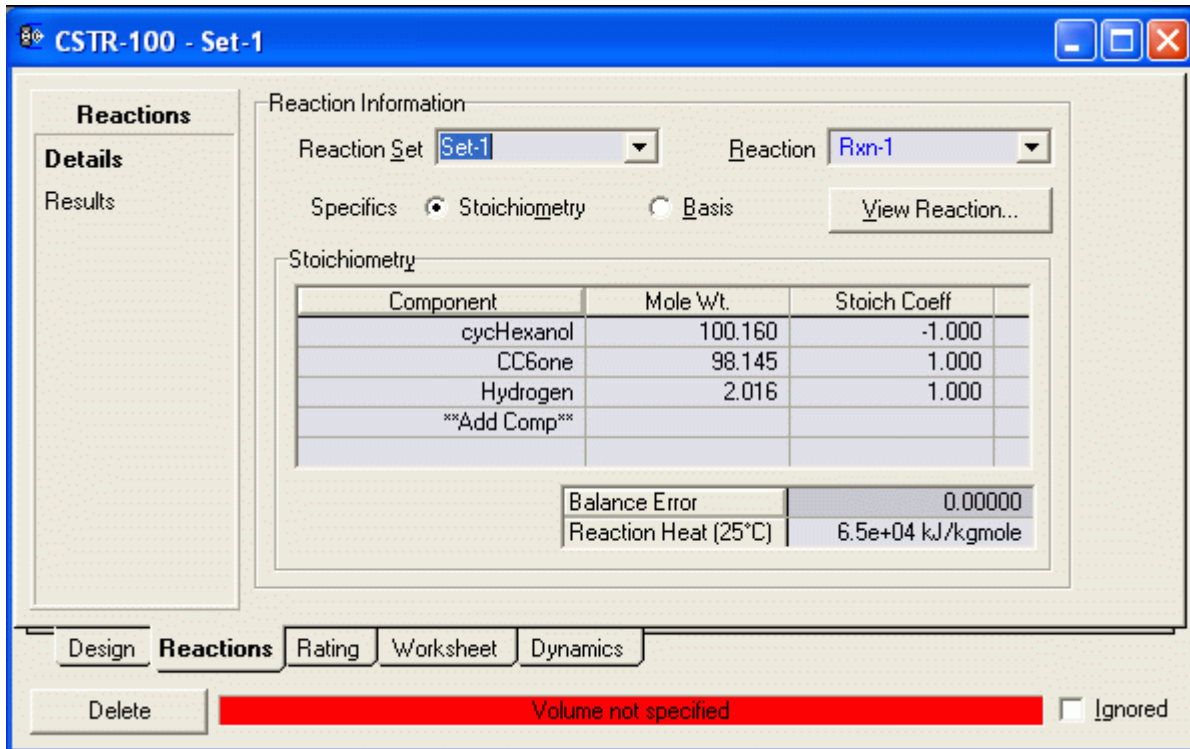 CSTR-100 - Set-1
Reactions
Details
Results
Reaction Information
Reaction Set Set-1 Reaction Rxn-1
Specifics Stoichiometry Basis View Reaction...
Stoichiometry
Component Mole Wt. Stoich Coeff
cycHexanol 100.160 -1.000
CC6one 98.145 1.000
Hydrogen 2.016 1.000
**Add Comp**
Balance Error 0.00000
Reaction Heat (25°C) 6.5e+04 kJ/kgmole
Design Reactions Rating Worksheet Dynamics
Delete Volume not specified Ignored